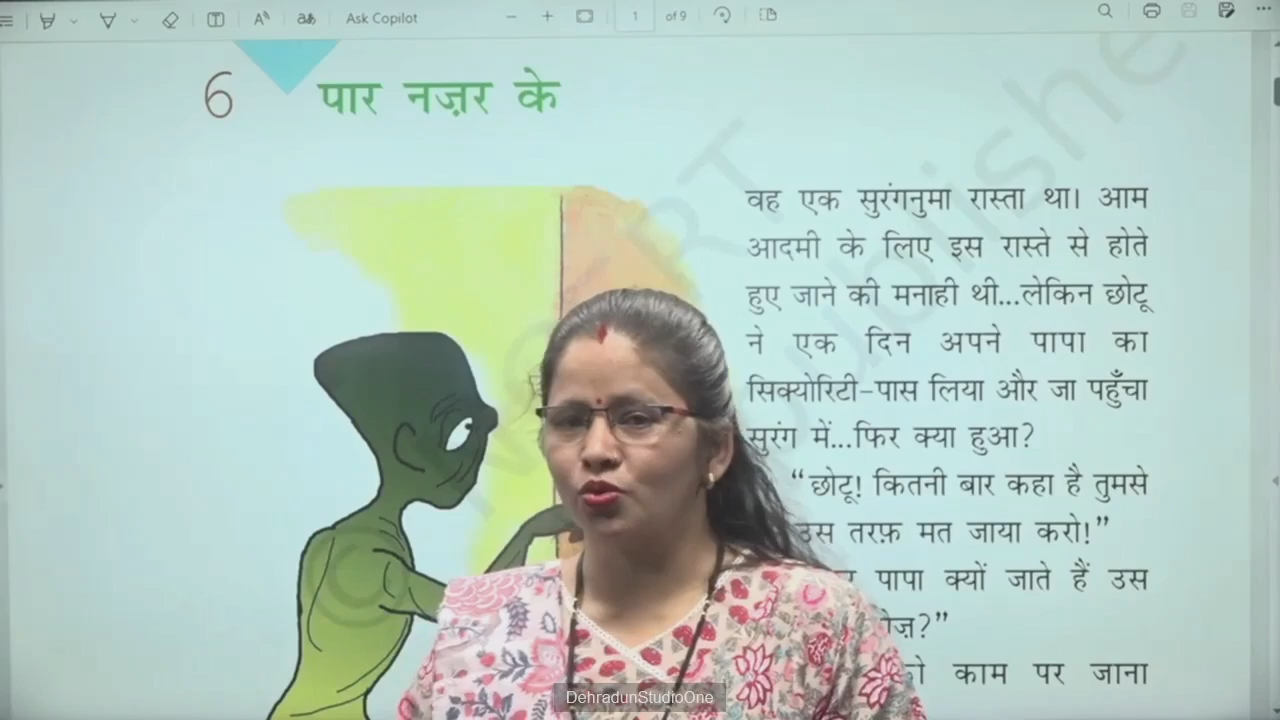 Ask Copilot
1 of 9
6 पार नज़र के
वह एक सुरंगनुमा रास्ता था। आम
आदमी के लिए इस रास्ते से होते
हुए जाने की मनाही थी...लेकिन छोटू
ने एक दिन अपने पापा का
सिक्योरिटी-पास लिया और जा पहुँचा
सुरंग में...फिर क्या हुआ?
“छोटू! कितनी बार कहा है तुमसे
उस तरफ़ मत जाया करो!”
पापा क्यों जाते हैं उस
काम पर जाना
DehradunStudioOne